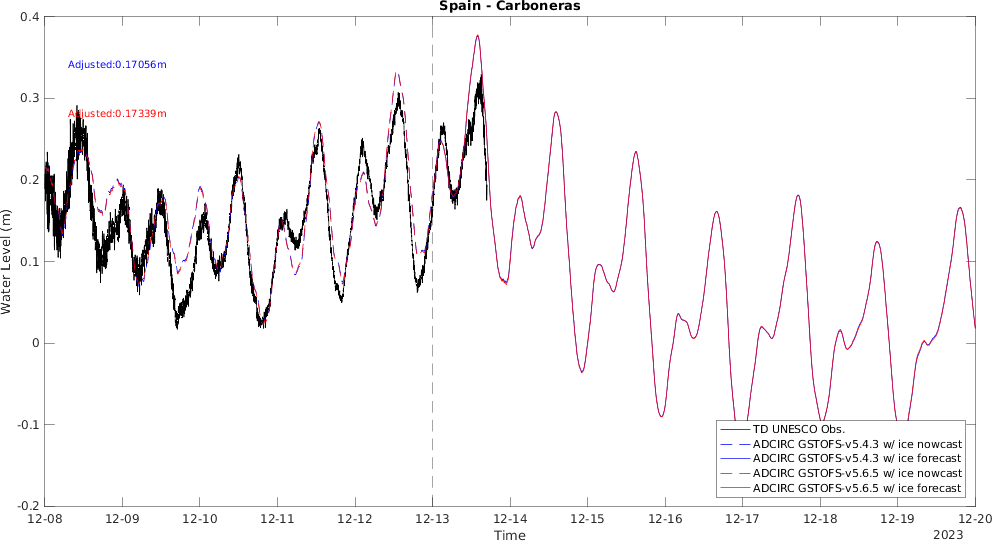 Spain - Carboneras
0.4
0.3
0.2
0.1
0
-0.1
-0.2
Water Level (m)
Adjusted:0.17056m
Adjusted:0.17339m
TD UNESCO Obs.
ADCIRC GSTOFS-v5.4.3 w/ ice nowcast
ADCIRC GSTOFS-v5.4.3 w/ ice forecast
ADCIRC GSTOFS-v5.6.5 w/ ice nowcast
ADCIRC GSTOFS-v5.6.5 w/ ice forecast
12-08 12-09 12-10 12-11 12-12 12-13 12-14 12-15 12-16 12-17 12-18 12-19 12-20
Time
2023